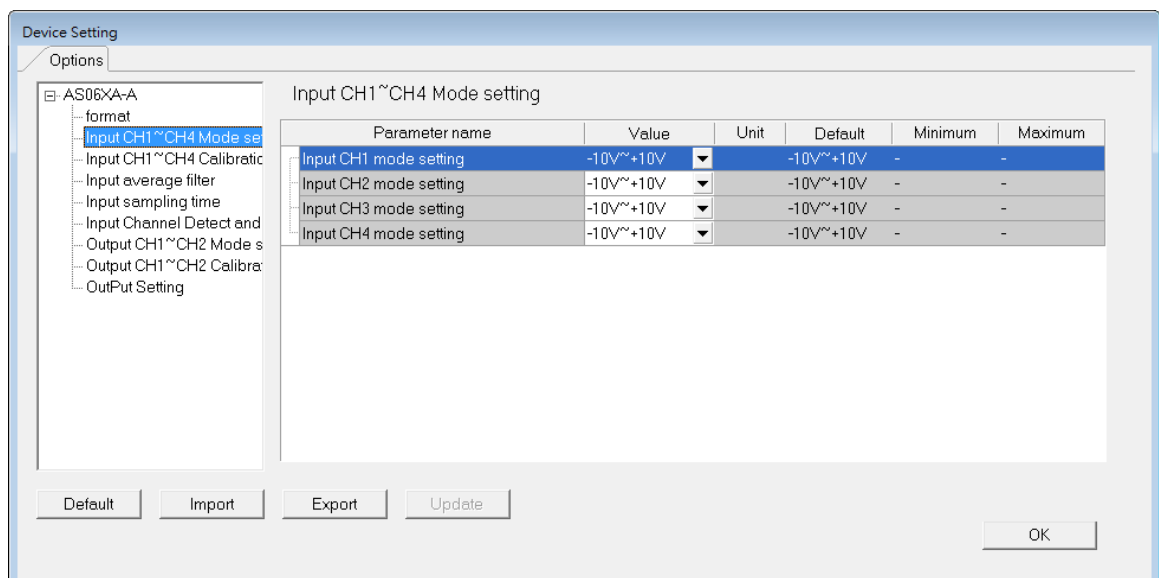 Device Setting
Options
AS06XA-A
format
Input CH1~CH4 Mode se
Input CH1~CH4 Calibratio
Input average filter
Input sampling time
Input Channel Detect and
Output CH1~CH2 Mode s
Output CH1~CH2 Calibra
OutPut Setting
Input CH1~CH4 Mode setting
Parameter name Value Unit Default Minimum Maximum
Input CH1 mode setting -10V~+10V -10V~+10V - -
Input CH2 mode setting -10V~+10V -10V~+10V - -
Input CH3 mode setting -10V~+10V -10V~+10V - -
Input CH4 mode setting -10V~+10V -10V~+10V - -
Default Import Export Update
OK